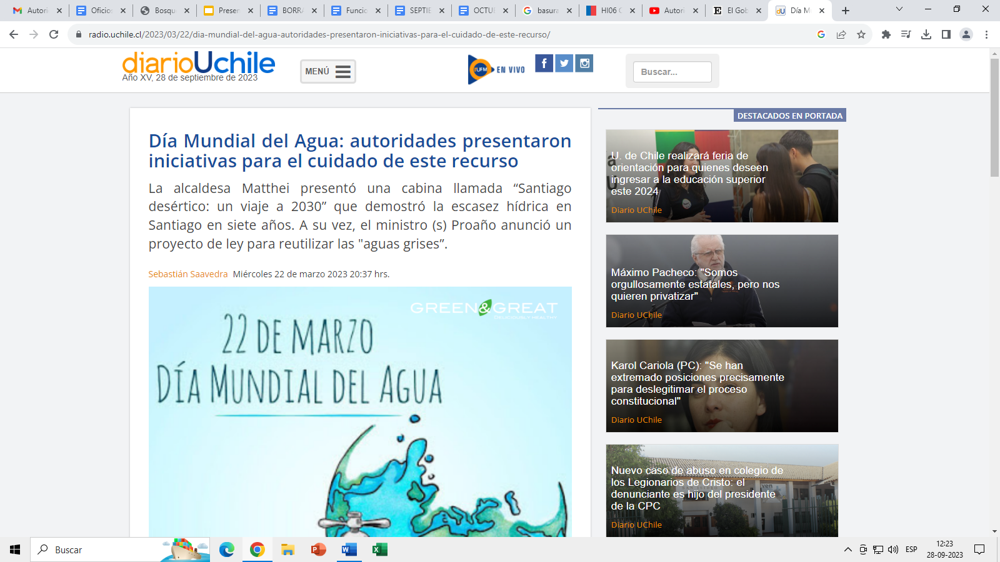 Autori
Oficio
Bosqu
Presen
BORRA
Funcio
SEPTIE
OCTUE
basura
HI06 C
Autori
El Gob
Día M
radio.uchile.cl/2023/03/22/dia-mundial-del-agua-autoridades-presentaron-iniciativas-para-el-cuidado-de-este-recurso/
diarioUchile
Año XV, 28 de septiembre de 2023
MENÚ
EN VIVO
Buscar...
Día Mundial del Agua: autoridades presentaron
iniciativas para el cuidado de este recurso
La alcaldesa Matthei presentó una cabina llamada “Santiago
desértico: un viaje a 2030” que demostró la escasez hídrica en
Santiago en siete años. A su vez, el ministro (s) Proaño anunció un
proyecto de ley para reutilizar las "aguas grises”.
Sebastián Saavedra Miércoles 22 de marzo 2023 20:37 hrs.
GREEN&GREAT
DELICIOUSLY HEALTHY
22 DE MARZO
DÍA MUNDIAL DEL AGUA
DESTACADOS EN PORTADA
U. de Chile realizará feria de
orientación para quienes deseen
ingresar a la educación superior
este 2024
Diario UChile
Máximo Pacheco: "Somos
orgullosamente estatales, pero nos
quieren privatizar"
Diario UChile
Karol Cariola (PC): "Se han
extremado posiciones precisamente
para deslegitimar el proceso
constitucional"
Diario UChile
Nuevo caso de abuso en colegio de
los Legionarios de Cristo: el
denunciante es hijo del presidente
de la CPC
Diario UChile
Buscar
ESP
12:23
28-09-2023